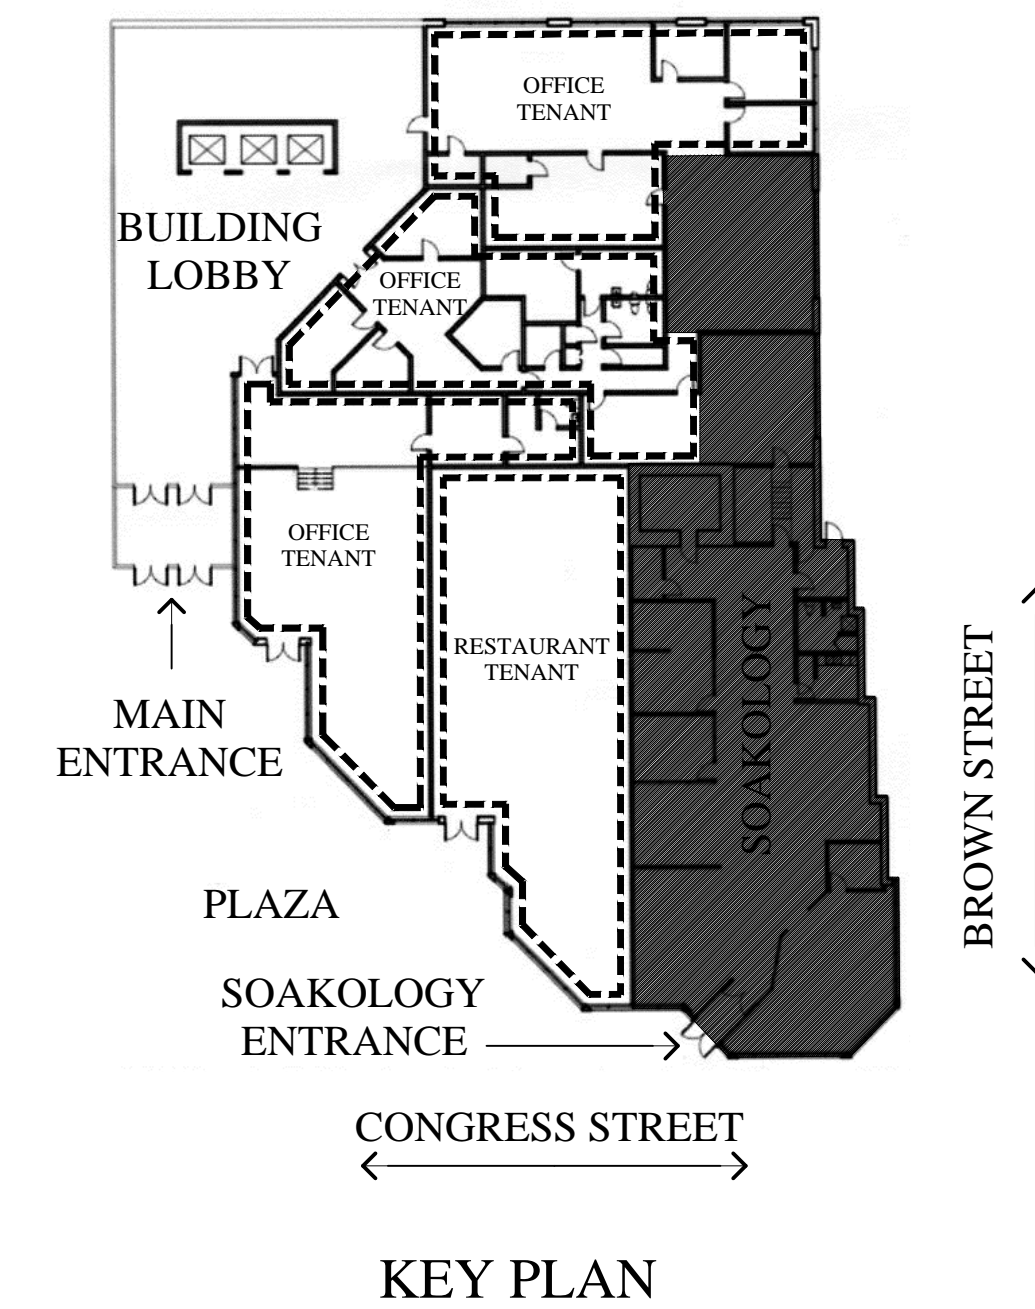 OFFICE
TENANT
BUILDING
LOBBY
OFFICE
TENANT
OFFICE
TENANT
RESTAURANT
TENANT
SOAKOLOGY
BROWN STREET
MAIN
ENTRANCE
PLAZA
SOAKOLOGY
ENTRANCE
CONGRESS STREET
KEY PLAN